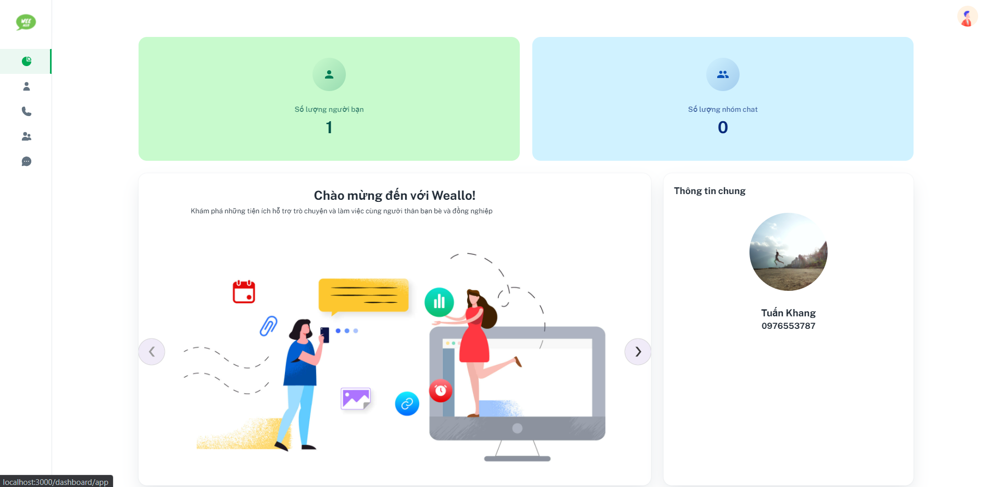 WEE
ALLO
Số lượng người bạn
1
Số lượng nhóm chat
0
Chào mừng đến với Weallo!
Khám phá những tiện ích hỗ trợ trò chuyện và làm việc cùng người thân bạn bè và đồng nghiệp
Thông tin chung
Tuấn Khang
0976553787
localhost:3000/dashboard/app